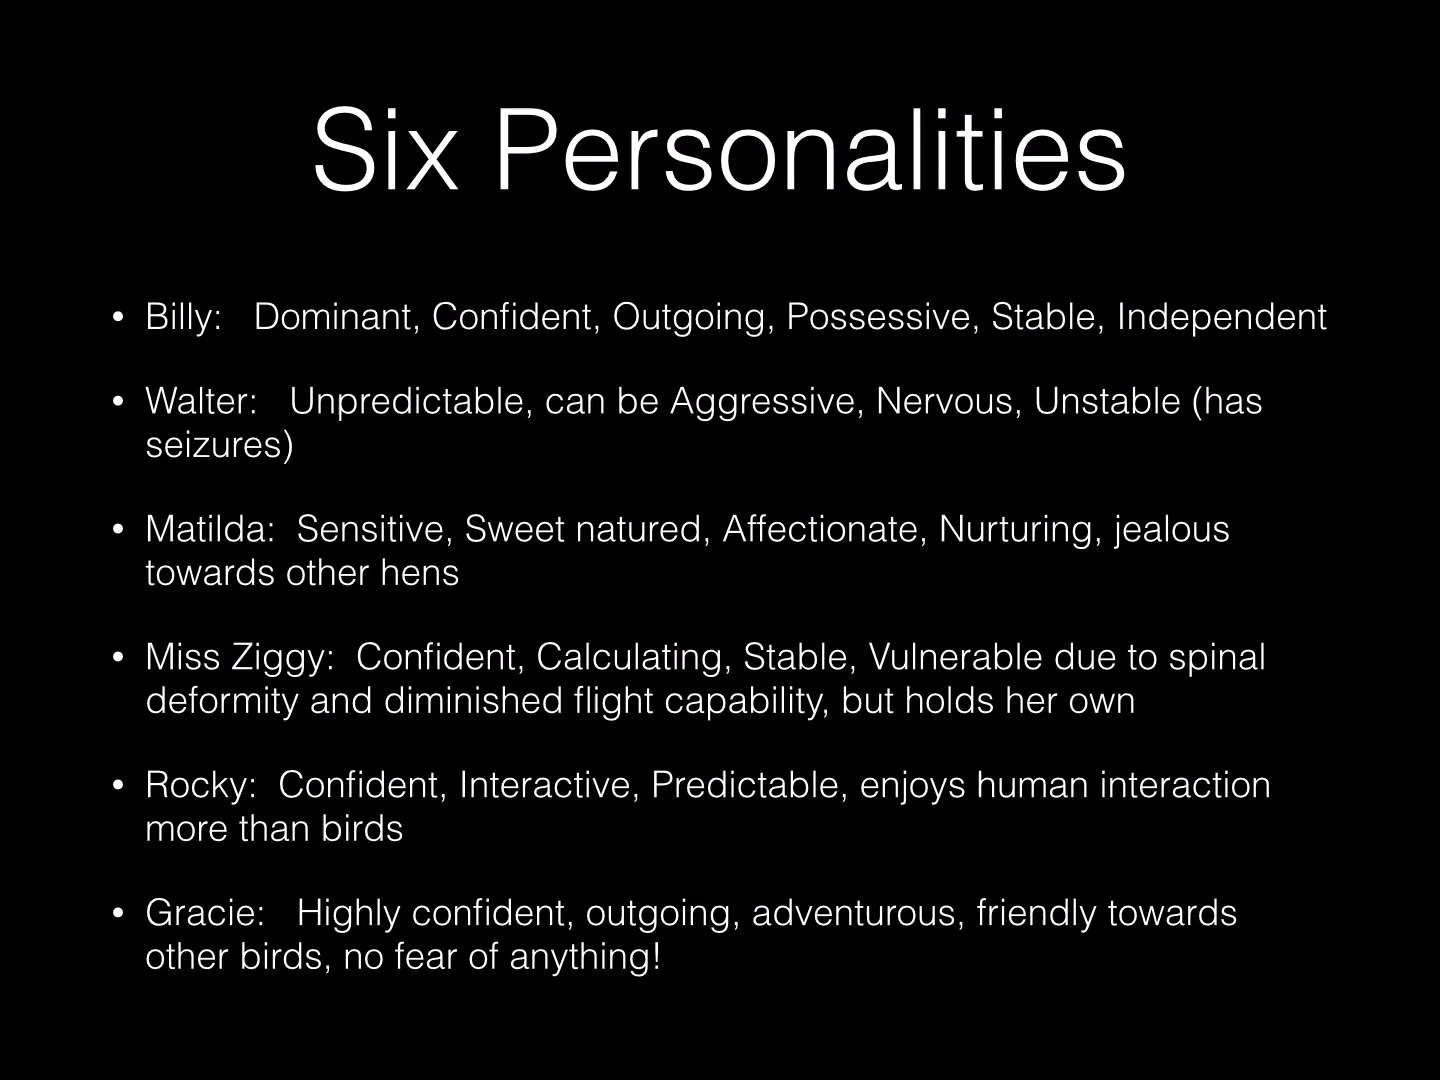 Six Personalities
• Billy:   Dominant, Confident, Outgoing, Possessive, Stable, Independent
• Walter:   Unpredictable, can be Aggressive, Nervous, Unstable (has
seizures)
• Matilda:  Sensitive, Sweet natured, Affectionate, Nurturing, jealous
towards other hens
• Miss Ziggy:  Confident, Calculating, Stable, Vulnerable due to spinal
deformity and diminished flight capability, but holds her own
• Rocky:  Confident, Interactive, Predictable, enjoys human interaction
more than birds
• Gracie:   Highly confident, outgoing, adventurous, friendly towards
other birds, no fear of anything!